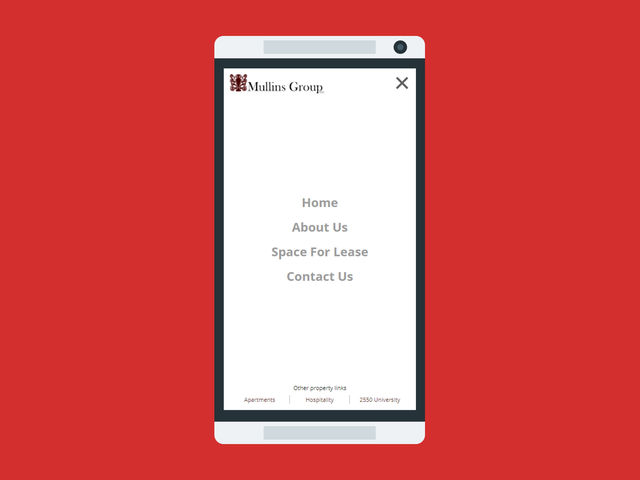 Mullins Group
Home
About Us
Space For Lease
Contact Us
Other property links
Apartments
Hospitality
2550 University